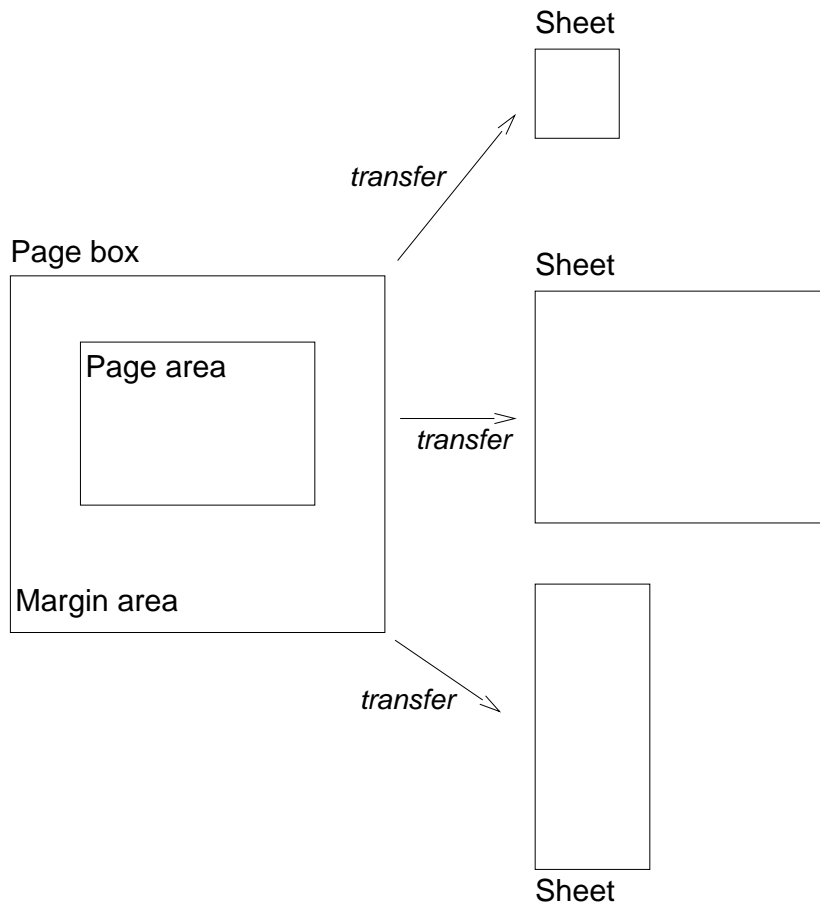 Sheet
transfer
Page box
Sheet
Page area
transfer
Margin area
transfer
Sheet